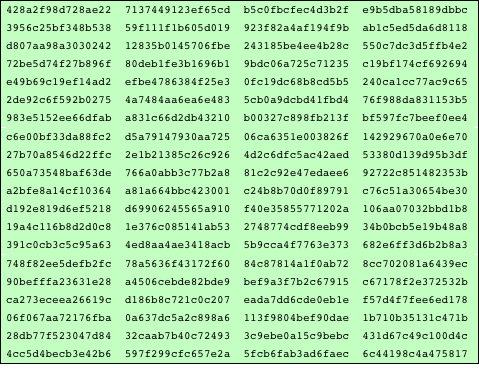 428a2f98d728ae22 7137449123ef65cd b5c0fbcfec4d3b2f e9b5dba58189dbbc
3956c25bf348b538 59f111f1b605d019 923f82a4af194f9b ab1c5ed5da6d8118
d807aa98a3030242 12835b0145706fbe 243185be4ee4b28c 550c7dc3d5ffb4e2
72be5d74f27b896f 80deb1fe3b1696b1 9bdc06a725c71235 c19bf174cf692694
e49b69c19ef14ad2 efbe4786384f25e3 0fc19dc68b8cd5b5 240ca1cc77ac9c65
2de92c6f592b0275 4a7484aa6ea6e483 5cb0a9dcbd41fbd4 76f988da831153b5
983e5152ee66dfab a831c66d2db43210 b00327c898fb213f bf597fc7beef0ee4
c6e00bf33da88fc2 d5a79147930aa725 06ca6351e003826f 142929670a0e6e70
27b70a8546d22ffc 2e1b21385c26c926 4d2c6dfc5ac42aed 53380d139d95b3df
650a73548baf63de 766a0abb3c77b2a8 81c2c92e47edaee6 92722c851482353b
a2bfe8a14cf10364 a81a664bbc423001 c24b8b70d0f89791 c76c51a30654be30
d192e819d6ef5218 d69906245565a910 f40e35855771202a 106aa07032bbd1b8
19a4c116b8d2d0c8 1e376c085141ab53 2748774cdf8eeb99 34b0bcb5e19b48a8
391c0cb3c5c95a63 4ed8aa4ae3418acb 5b9cca4f7763e373 682e6ff3d6b2b8a3
748f82ee5defb2fc 78a5636f43172f60 84c87814a1f0ab72 8cc702081a6439ec
90befffa23631e28 a4506cebde82bde9 bef9a3f7b2c67915 c67178f2e372532b
ca273eceea26619c d186b8c721c0c207 eada7dd6cde0eb1e f57d4f7fee6ed178
06f067aa72176fba 0a637dc5a2c898a6 113f9804bef90dae 1b710b35131c471b
28db77f523047d84 32caab7b40c72493 3c9ebe0a15c9bebc 431d67c49c100d4c
4cc5d4becb3e42b6 597f299cfc657e2a 5fcb6fab3ad6faec 6c44198c4a475817